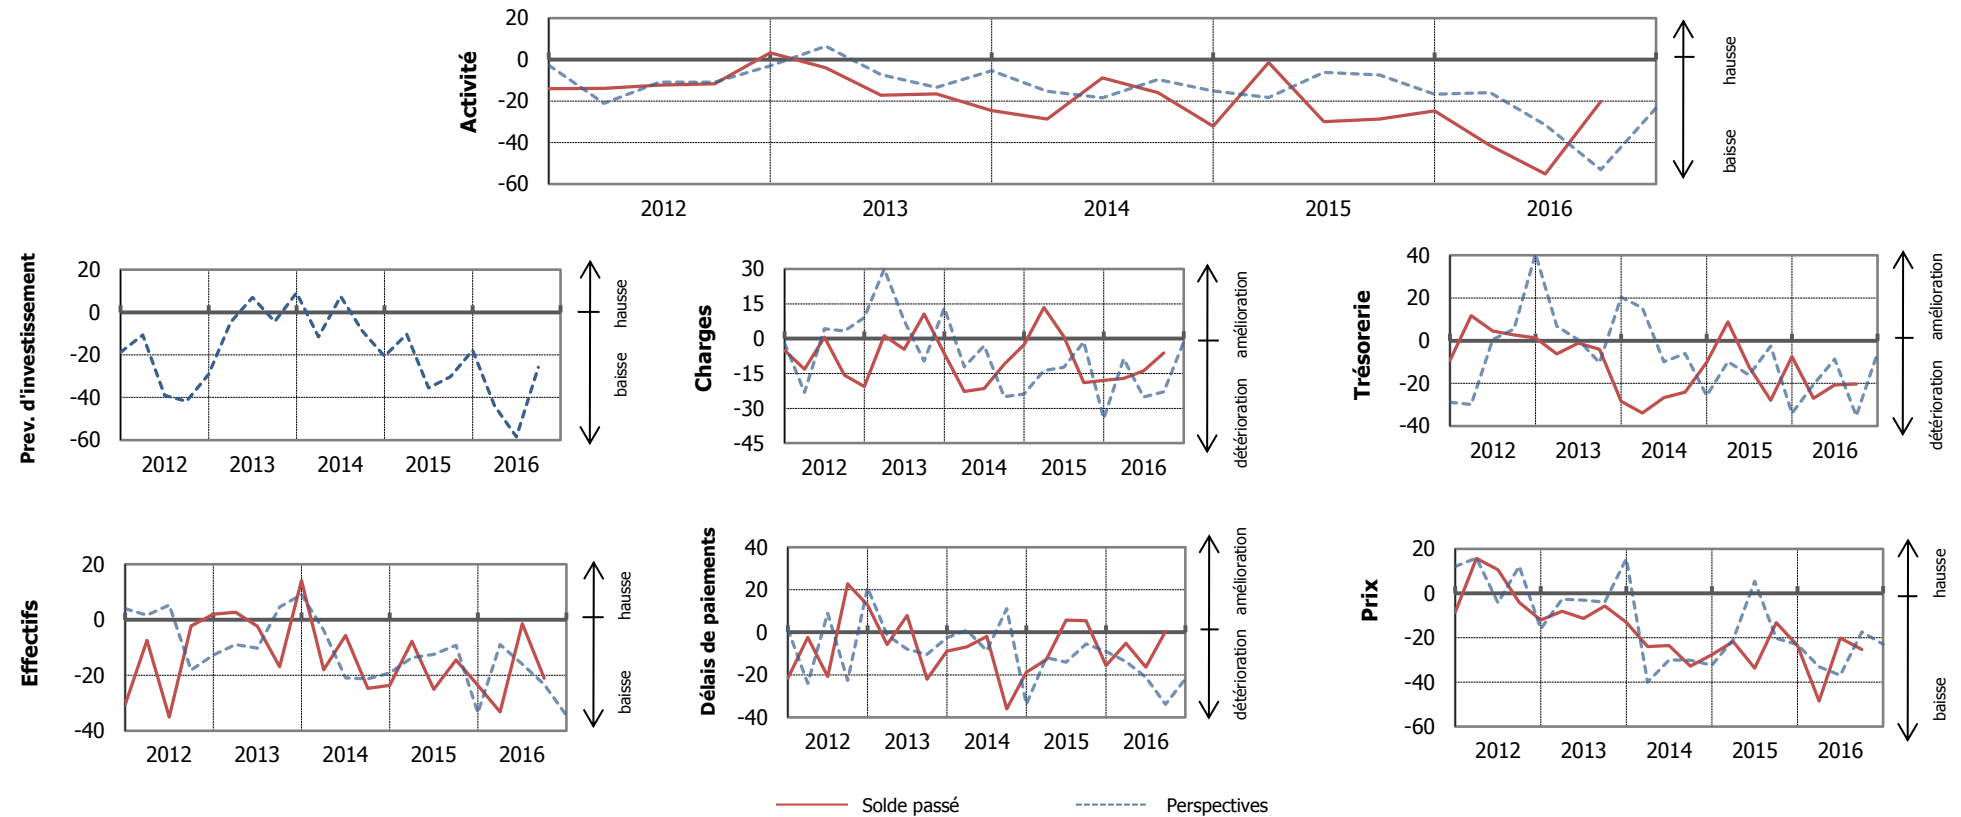 Activité
20
0
-20
-40
-60
2012 2013 2014 2015 2016
hausse
baisse
Prev. d'investissement
20
0
-20
-40
-60
2012 2013 2014 2015 2016
hausse
baisse
Charges
30
15
0
-15
-30
-45
2012 2013 2014 2015 2016
amélioration
détérioration
Trésorerie
40
20
0
-20
-40
2012 2013 2014 2015 2016
amélioration
détérioration
Effectifs
20
0
-20
-40
2012 2013 2014 2015 2016
hausse
baisse
Délais de paiements
40
20
0
-20
-40
2012 2013 2014 2015 2016
amélioration
détérioration
Prix
20
0
-20
-40
-60
2012 2013 2014 2015 2016
hausse
baisse
Solde passé Perspectives